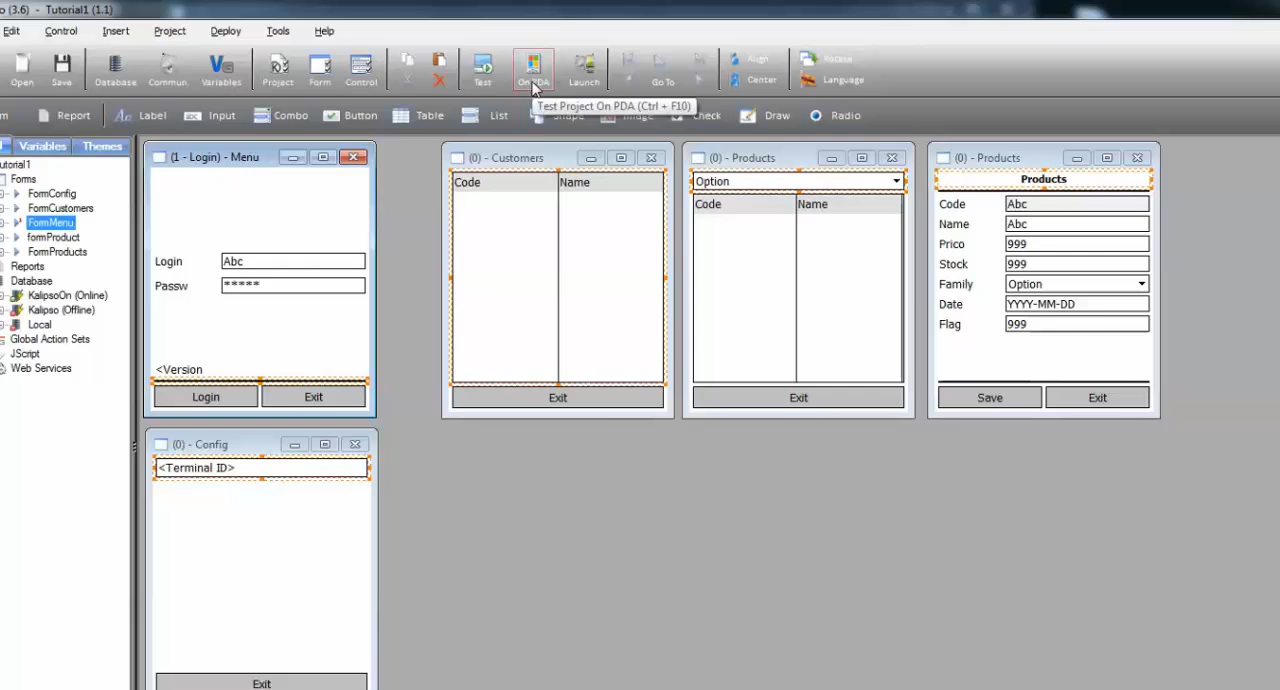 o (3.6) - Tutorial1 (1.1)
Edit Control Insert Project Deploy Tools Help
Open Save Database Commun. Variables Project Form Control Test On PDA Launch Go To Align Center Language
Test Project On PDA (Ctrl + F10)
m Report Label Input Combo Button Table List Shape Image Check Draw Radio
Variables Themes
utorial1
Forms
FormConfig
FormCustomers
FormMenu
formProduct
FormProducts
Reports
Database
KalipsoOn (Online)
Kalipso (Offline)
Local
Global Action Sets
JScript
Web Services
(1 - Login) - Menu
Login Abc
Passw *****
<Version
Login Exit
(0) - Customers
Code Name
Exit
(0) - Products
Option
Code Name
Exit
(0) - Products
Products
Code Abc
Name Abc
Price 999
Stock 999
Family Option
Date YYYY-MM-DD
Flag 999
Save Exit
(0) - Config
<Terminal ID>
Exit